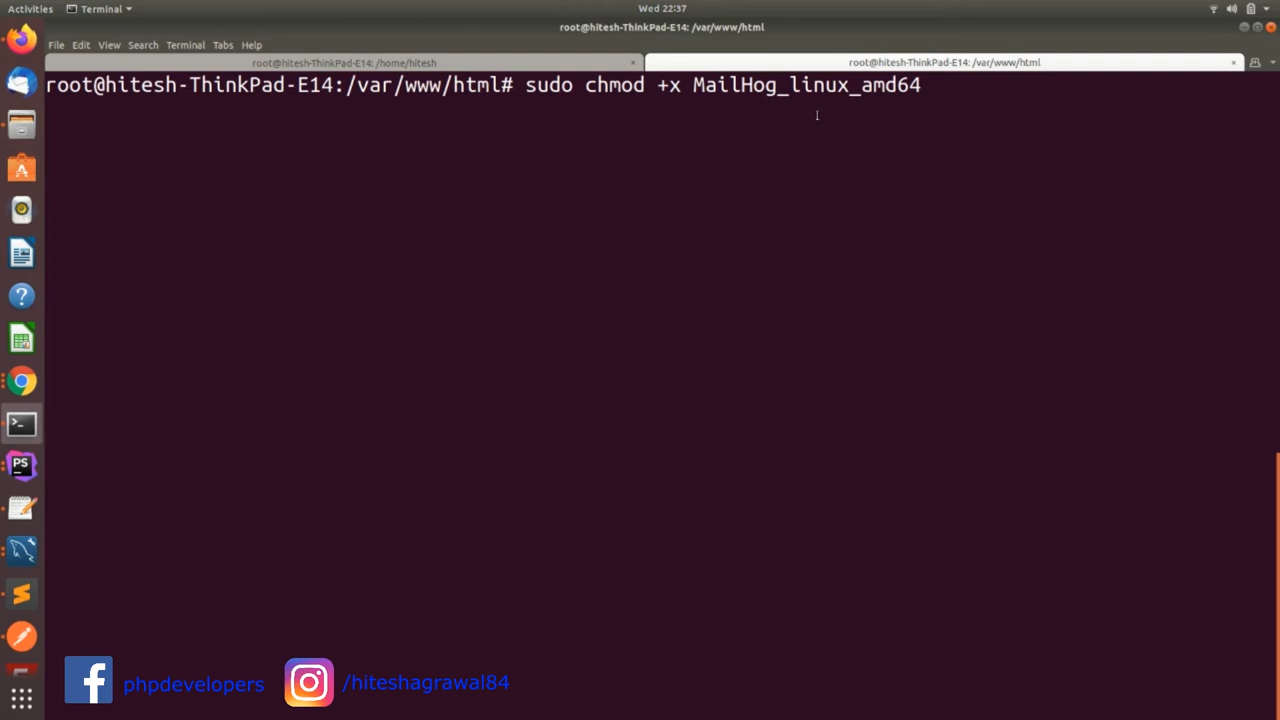 Activities Terminal Wed 22:37
root@hitesh-ThinkPad-E14: /var/www/html
File Edit View Search Terminal Tabs Help
root@hitesh-ThinkPad-E14: /home/hitesh × root@hitesh-ThinkPad-E14: /var/www/html ×
root@hitesh-ThinkPad-E14:/var/www/html# sudo chmod +x MailHog_linux_amd64
PS
phpdevelopers /hiteshagrawal84